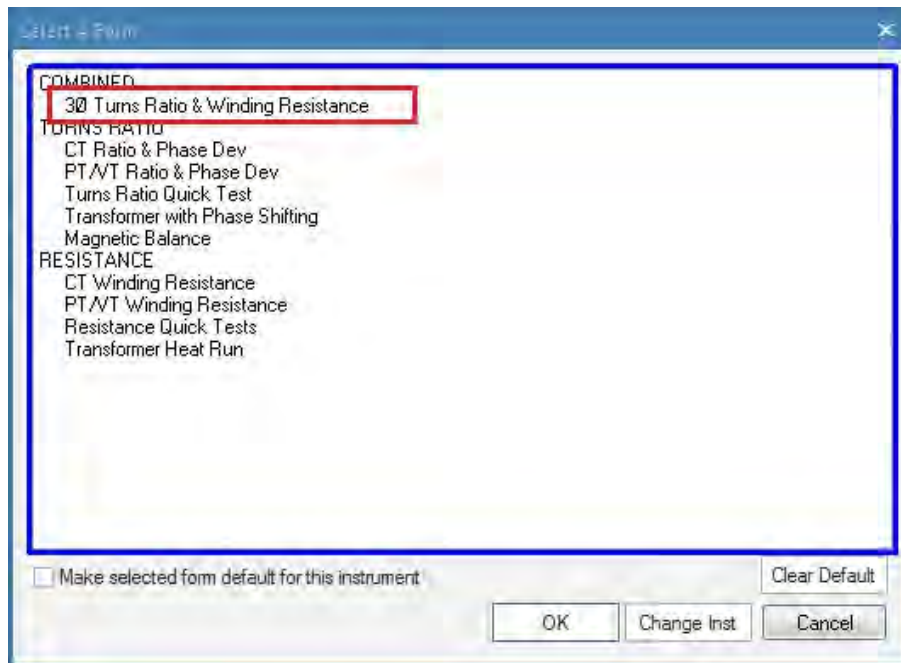 Select a Form
COMBINED
3Ø Turns Ratio & Winding Resistance
TURNS RATIO
CT Ratio & Phase Dev
PT/VT Ratio & Phase Dev
Turns Ratio Quick Test
Transformer with Phase Shifting
Magnetic Balance
RESISTANCE
CT Winding Resistance
PT/VT Winding Resistance
Resistance Quick Tests
Transformer Heat Run
Make selected form default for this instrument
Clear Default
OK
Change Inst
Cancel